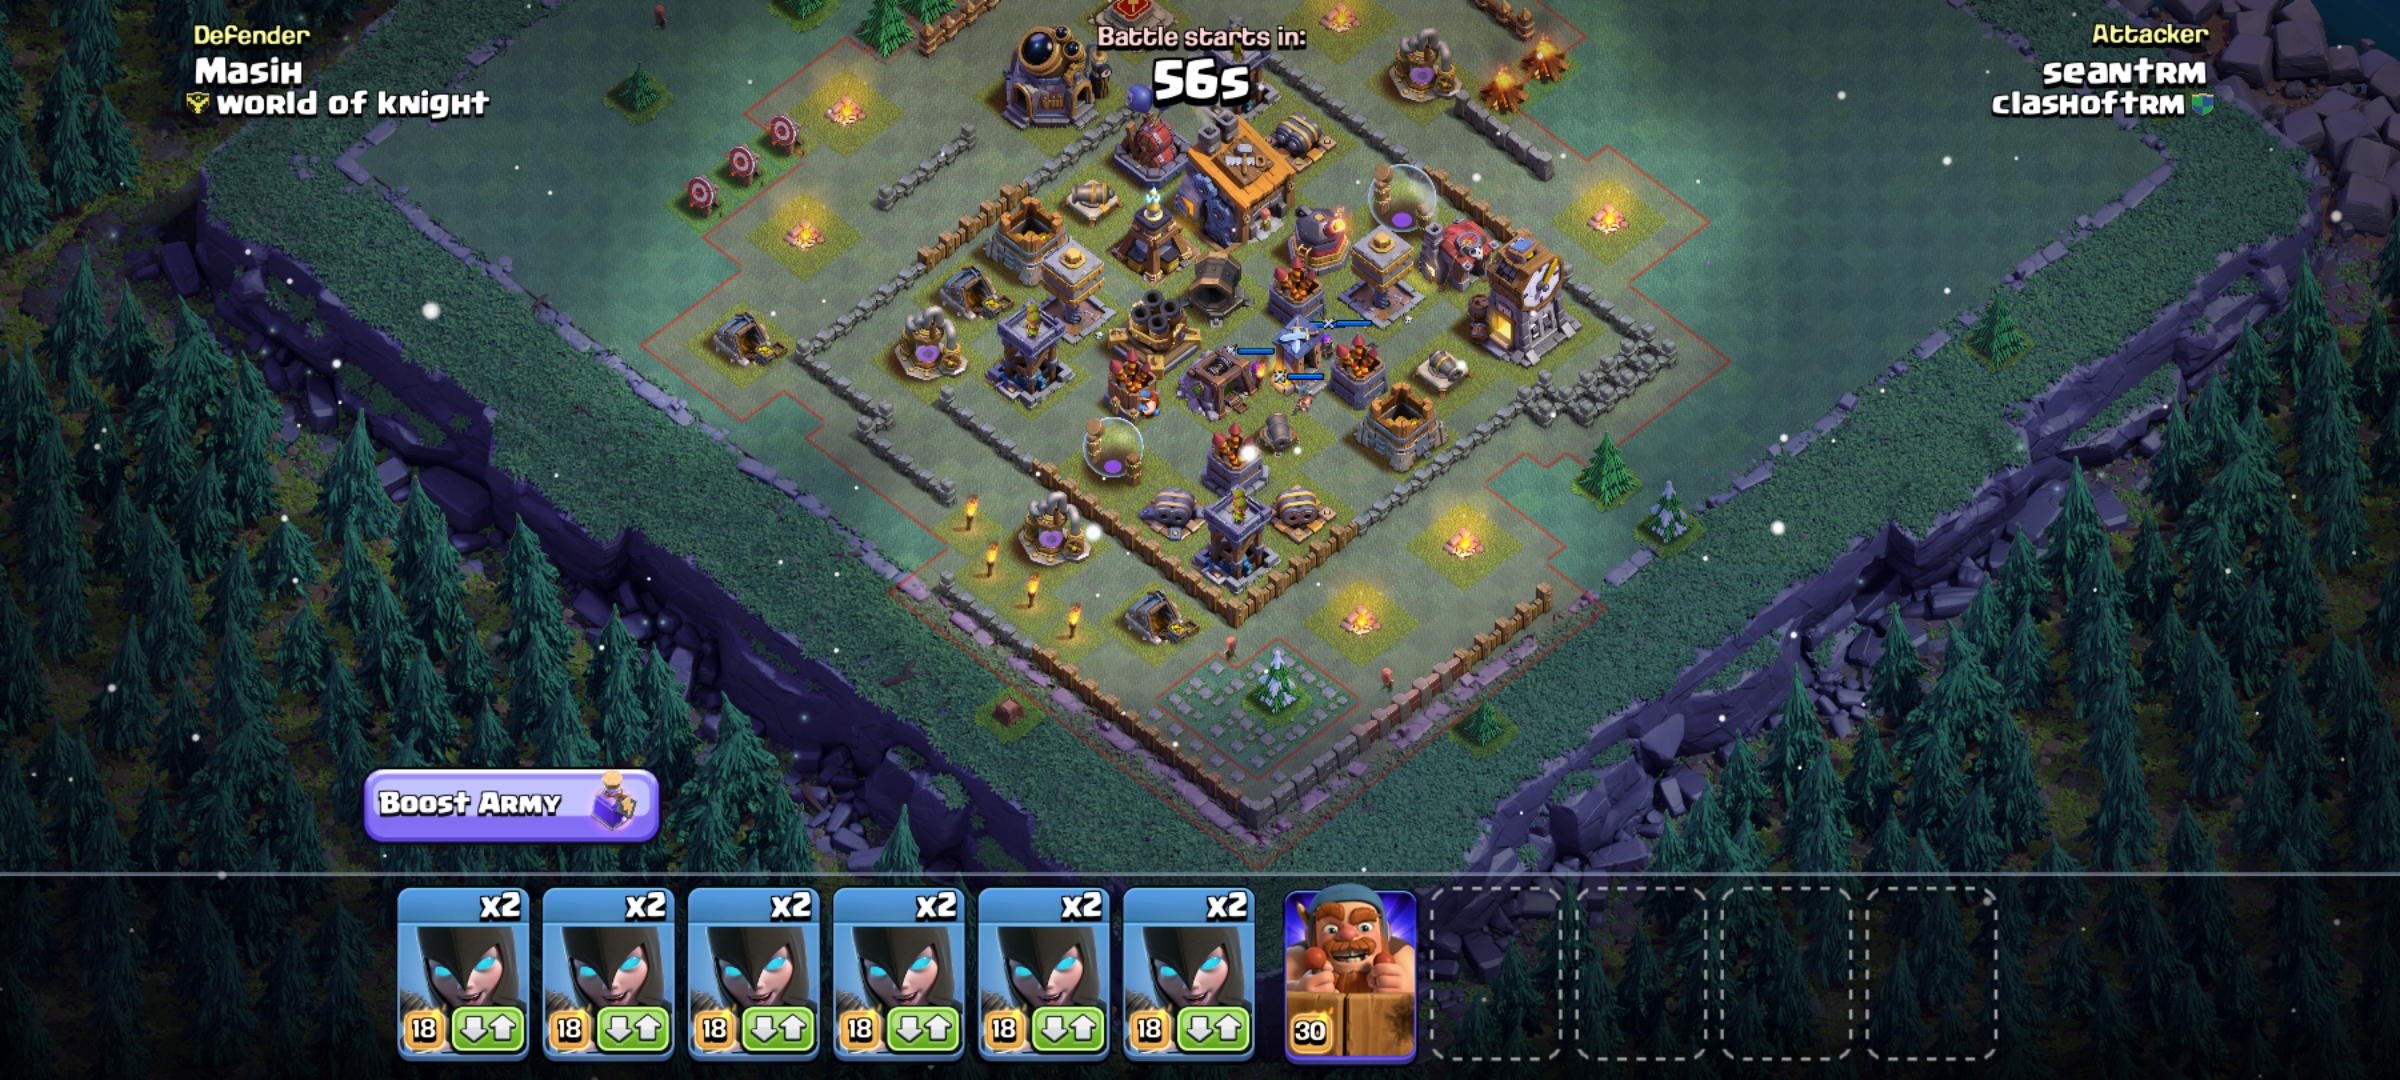 Defender
Masih
world of knight
Battle starts in:
56s
Attacker
seantRM
clashoftRM
Boost Army
x2
x2
x2
x2
x2
x2
18
18
18
18
18
18
30